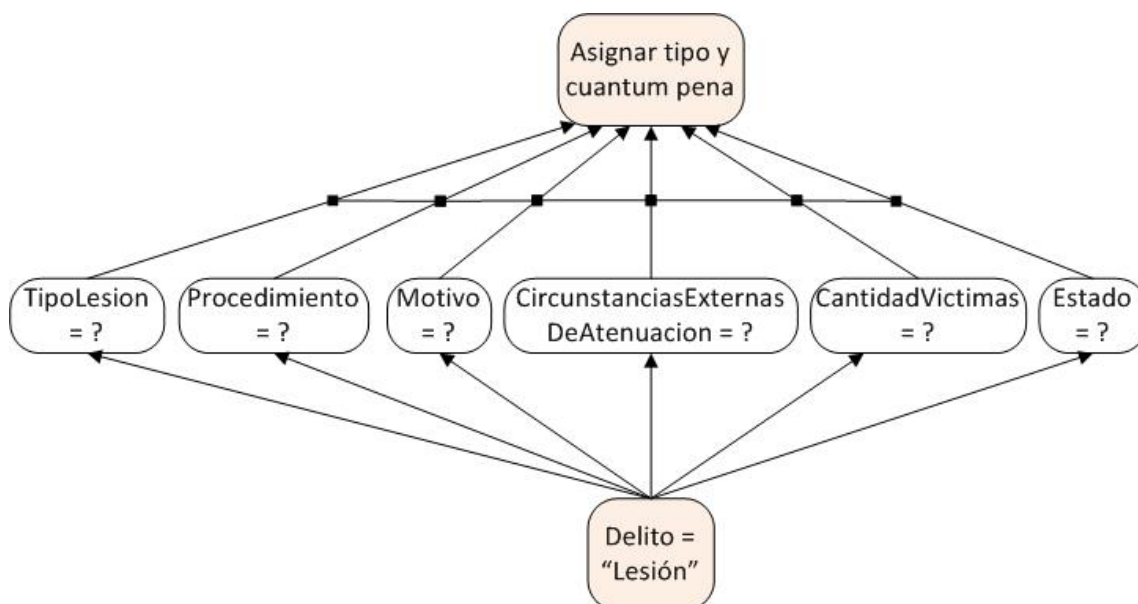 Asignar tipo y
cuantum pena
TipoLesion
= ?
Procedimiento
= ?
Motivo
= ?
CircunstanciasExternas
DeAtenuacion = ?
CantidadVictimas
= ?
Estado
= ?
Delito =
“Lesión”